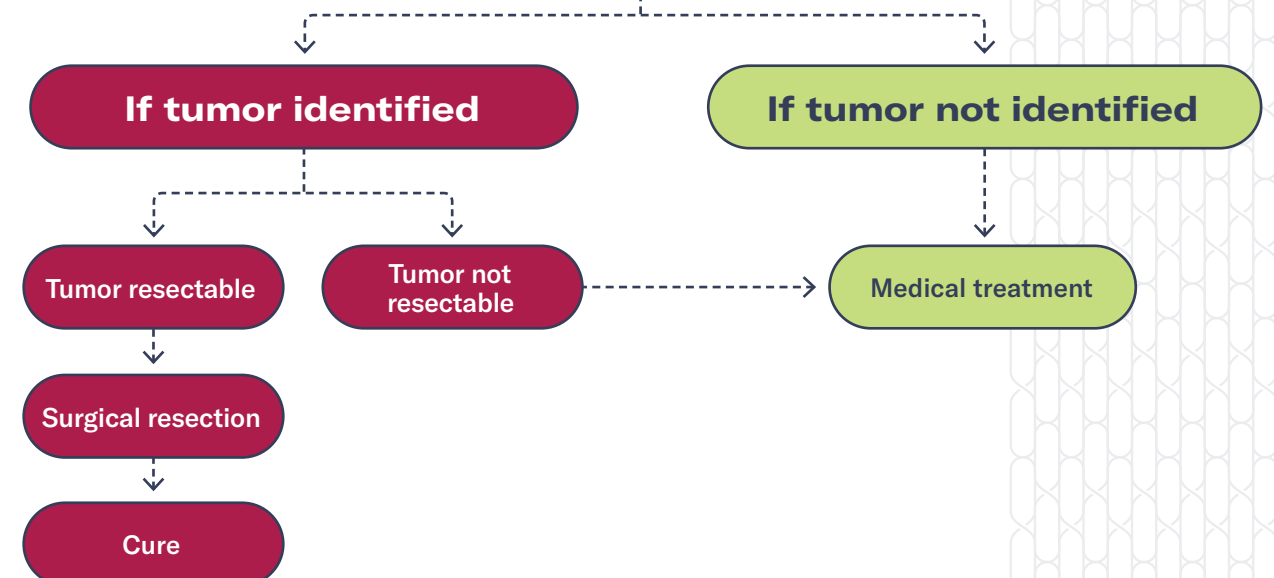 If tumor identified
If tumor not identified
Tumor resectable
Tumor not
resectable
Medical treatment
Surgical resection
Cure